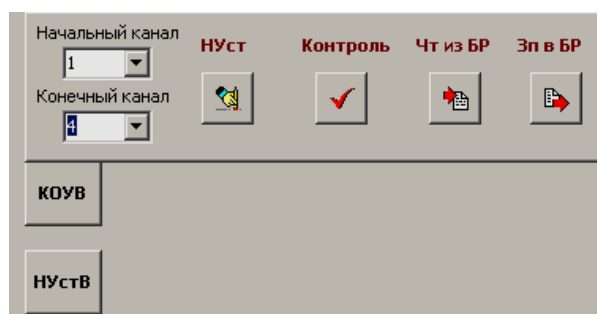 Начальный канал
НУст Контроль Чт из БР Зп в БР
1
Конечный канал
4
КОУВ
НУстВ